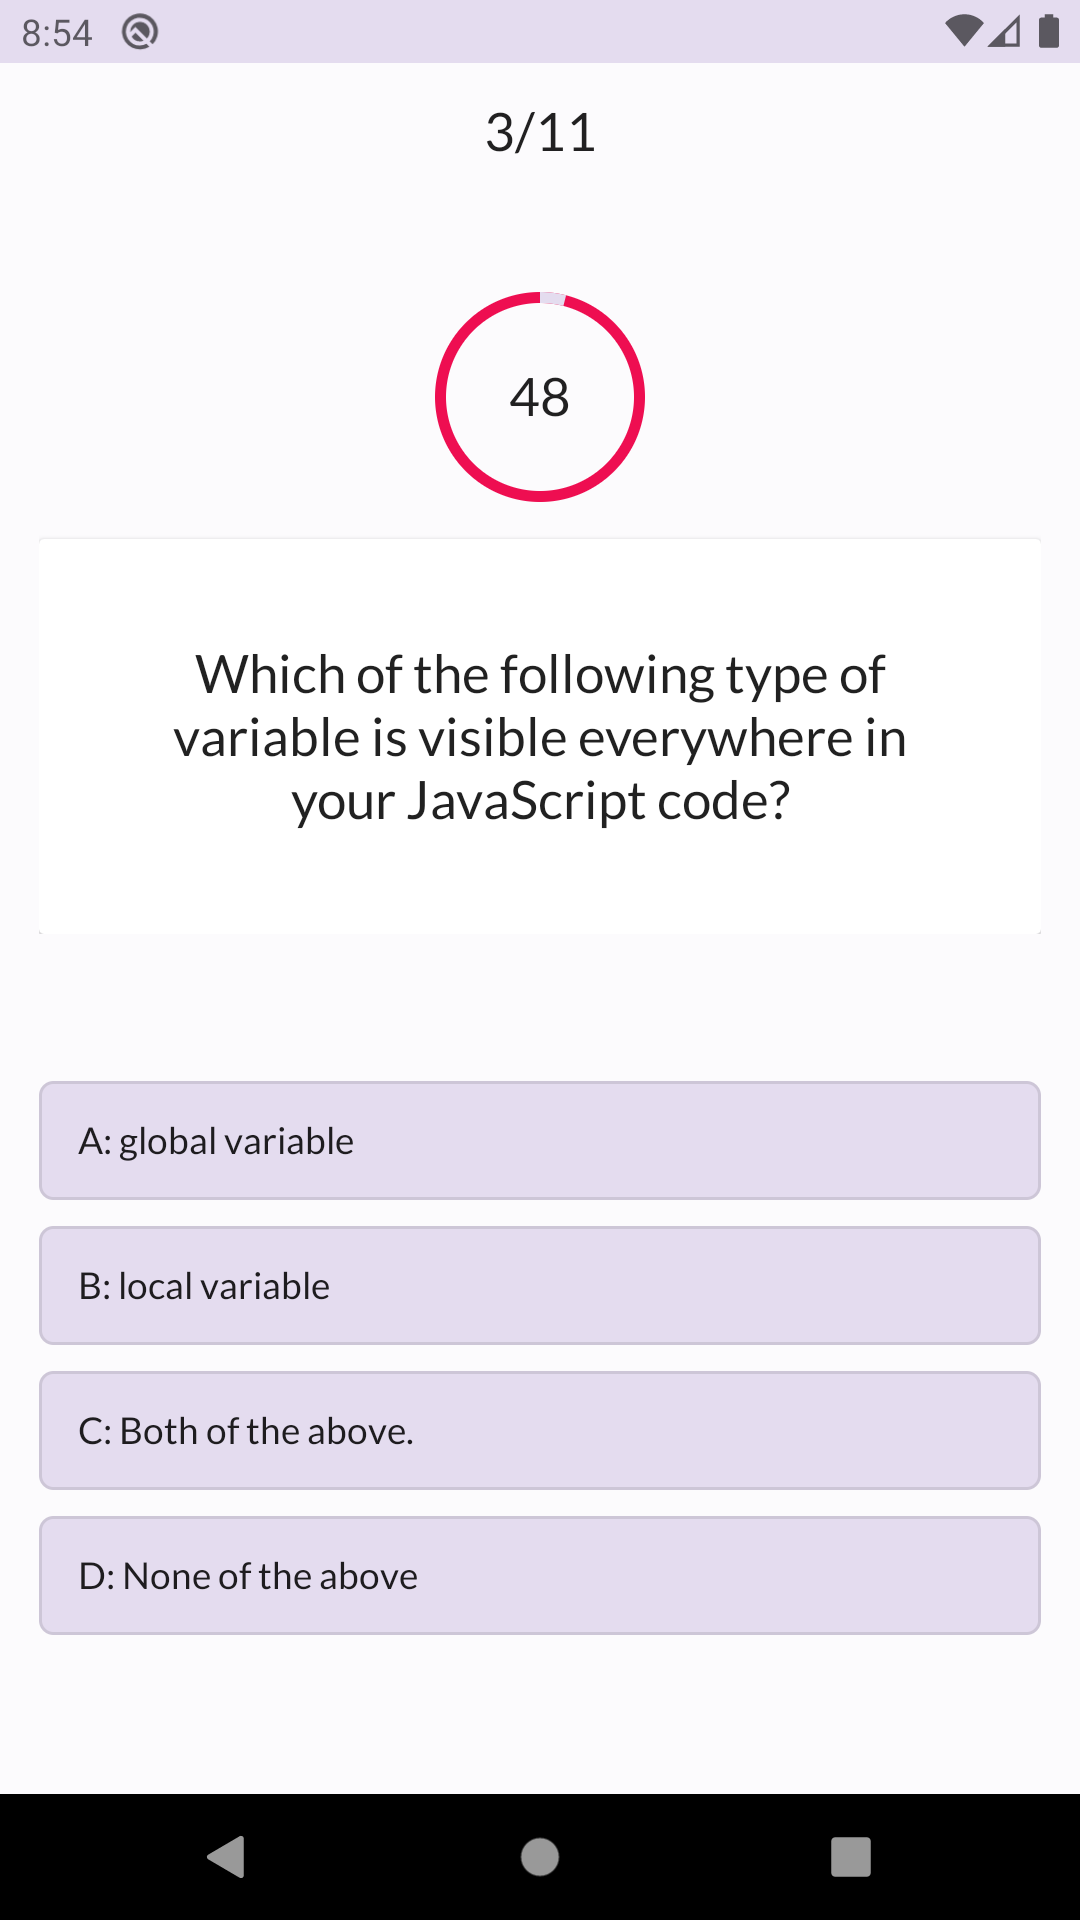 8:54
3/11
48
Which of the following type of
variable is visible everywhere in
your JavaScript code?
A: global variable
B: local variable
C: Both of the above.
D: None of the above